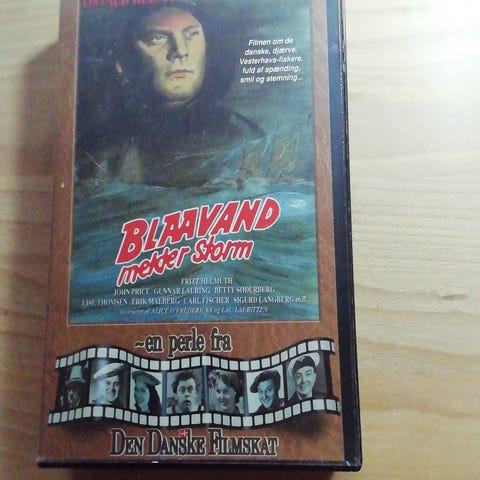 Filmen om de
danske, djærve,
Vesterhavs-fiskere,
fuld af spænding,
smil og stemning...
BLAAVAND
melder Storm
FRITZ HELMUTH
JOHN PRICE GUNNAR LAURING BETTY SØDERBERG
LISE THOMSEN ERIK MALBERG CARL FISCHER SIGURD LANGBERG m.fl.
Instrueret af ALICE O'FREDERICKS og LAU LAURITZEN
~en perle fra
DEN DANSKE FILMSKAT